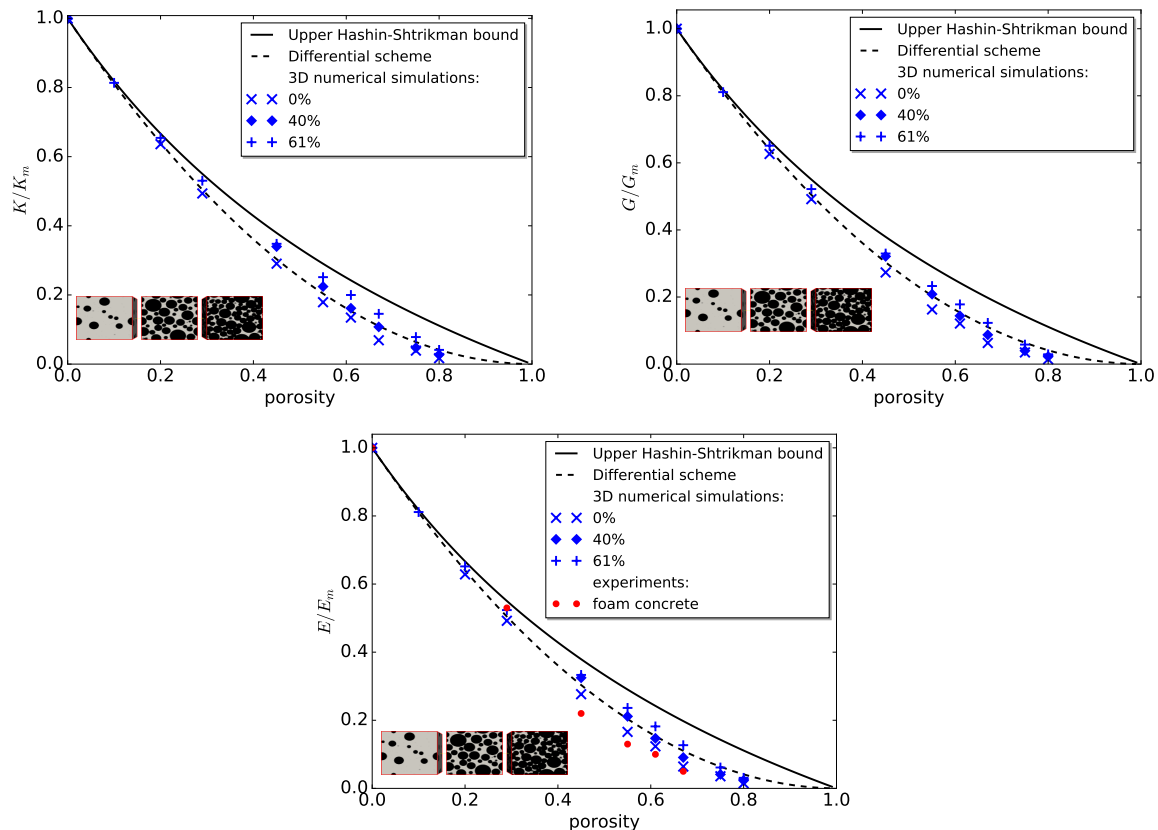 Upper Hashin-Shtrikman bound
Differential scheme
3D numerical simulations:
0%
40%
61%
K/K_m
1.0
0.8
0.6
0.4
0.2
0.0
0.0 0.2 0.4 0.6 0.8 1.0
porosity
Upper Hashin-Shtrikman bound
Differential scheme
3D numerical simulations:
0%
40%
61%
G/G_m
1.0
0.8
0.6
0.4
0.2
0.0
0.0 0.2 0.4 0.6 0.8 1.0
porosity
Upper Hashin-Shtrikman bound
Differential scheme
3D numerical simulations:
0%
40%
61%
experiments:
foam concrete
E/E_m
1.0
0.8
0.6
0.4
0.2
0.0
0.0 0.2 0.4 0.6 0.8 1.0
porosity